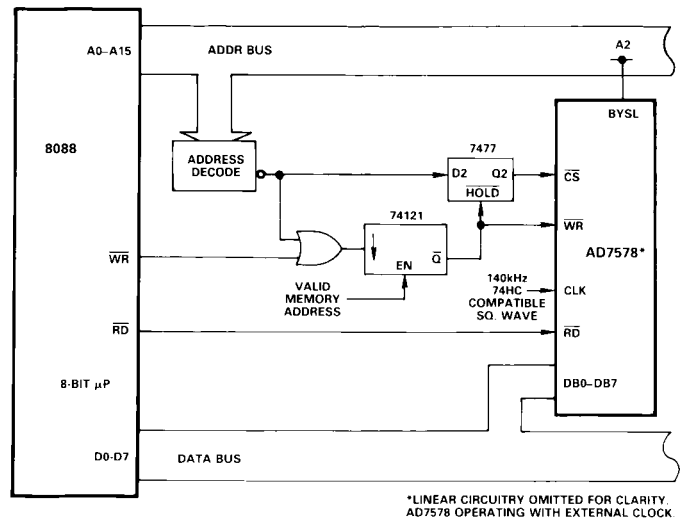 A0–A15
ADDR BUS
A2
BYSL
8088
ADDRESS
DECODE
7477
D2 Q2
HOLD
CS
74121
WR
WR
EN
Q
AD7578*
VALID
MEMORY
ADDRESS
140kHz
74HC
COMPATIBLE
SQ. WAVE
CLK
RD
RD
8-BIT μP
DB0–DB7
D0-D7
DATA BUS
*LINEAR CIRCUITRY OMITTED FOR CLARITY.
AD7578 OPERATING WITH EXTERNAL CLOCK.